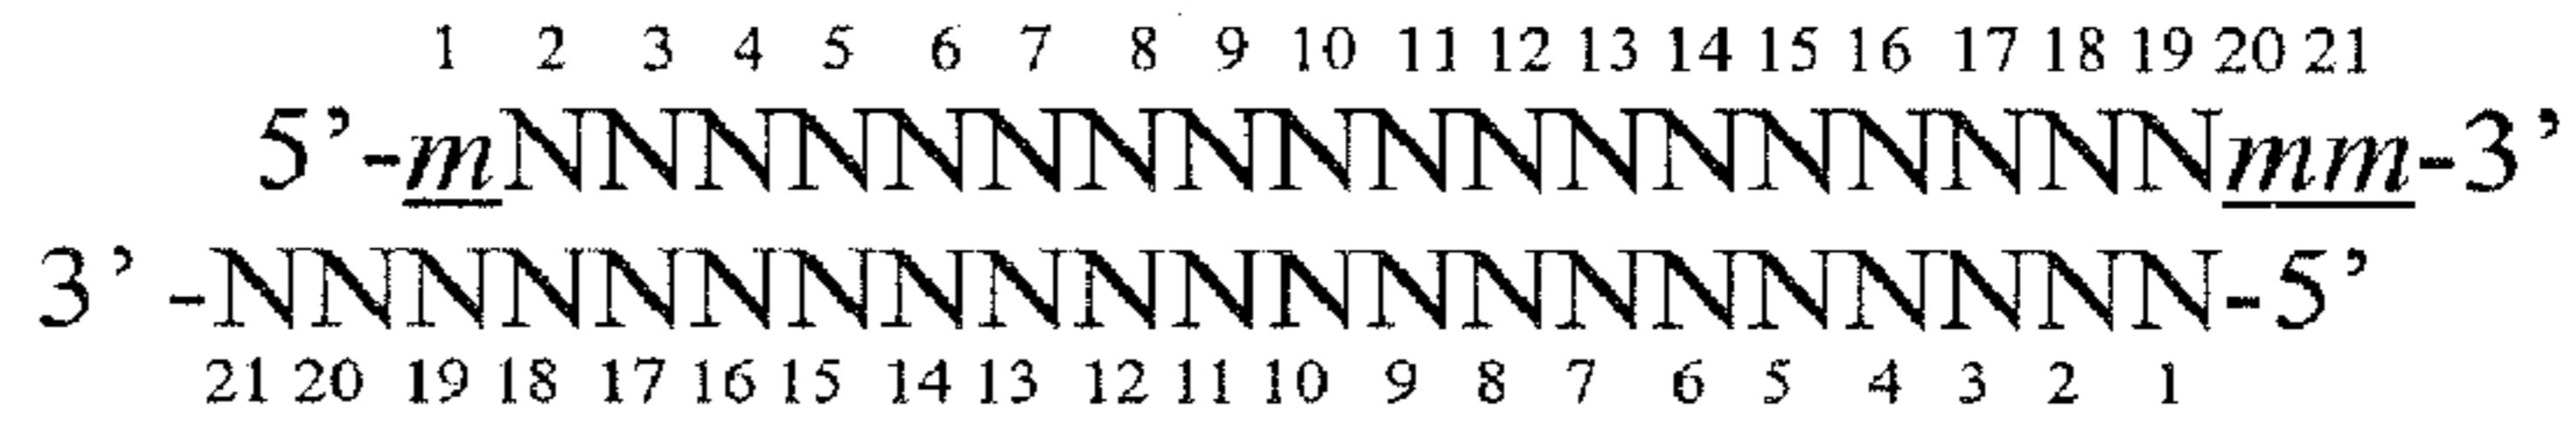 1 2 3 4 5 6 7 8 9 10 11 12 13 14 15 16 17 18 19 20 21
5’-mNNNNNNNNNNNNNNNNNNmm-3’
3’-NNNNNNNNNNNNNNNNNNNNN-5’
21 20 19 18 17 16 15 14 13 12 11 10 9 8 7 6 5 4 3 2 1